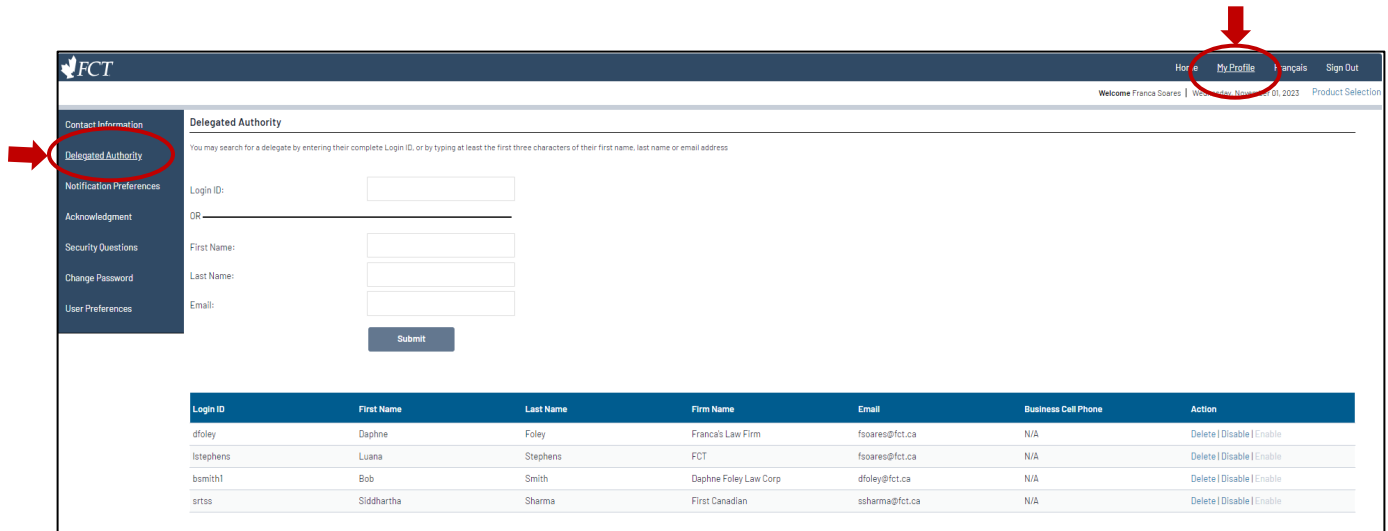 FCT
Home My Profile Français Sign Out
Welcome Franca Soares | Wednesday, November 01, 2023 Product Selection
Contact Information
Delegated Authority
Notification Preferences
Acknowledgment
Security Questions
Change Password
User Preferences
Delegated Authority
You may search for a delegate by entering their complete Login ID, or by typing at least the first three characters of their first name, last name or email address
Login ID:
OR
First Name:
Last Name:
Email:
Submit
Login ID First Name Last Name Firm Name Email Business Cell Phone Action
dfoley Daphne Foley Franca's Law Firm fsoares@fct.ca N/A Delete | Disable | Enable
lstephens Luana Stephens FCT fsoares@fct.ca N/A Delete | Disable | Enable
bsmith1 Bob Smith Daphne Foley Law Corp dfoley@fct.ca N/A Delete | Disable | Enable
srtss Siddhartha Sharma First Canadian ssharma@fct.ca N/A Delete | Disable | Enable